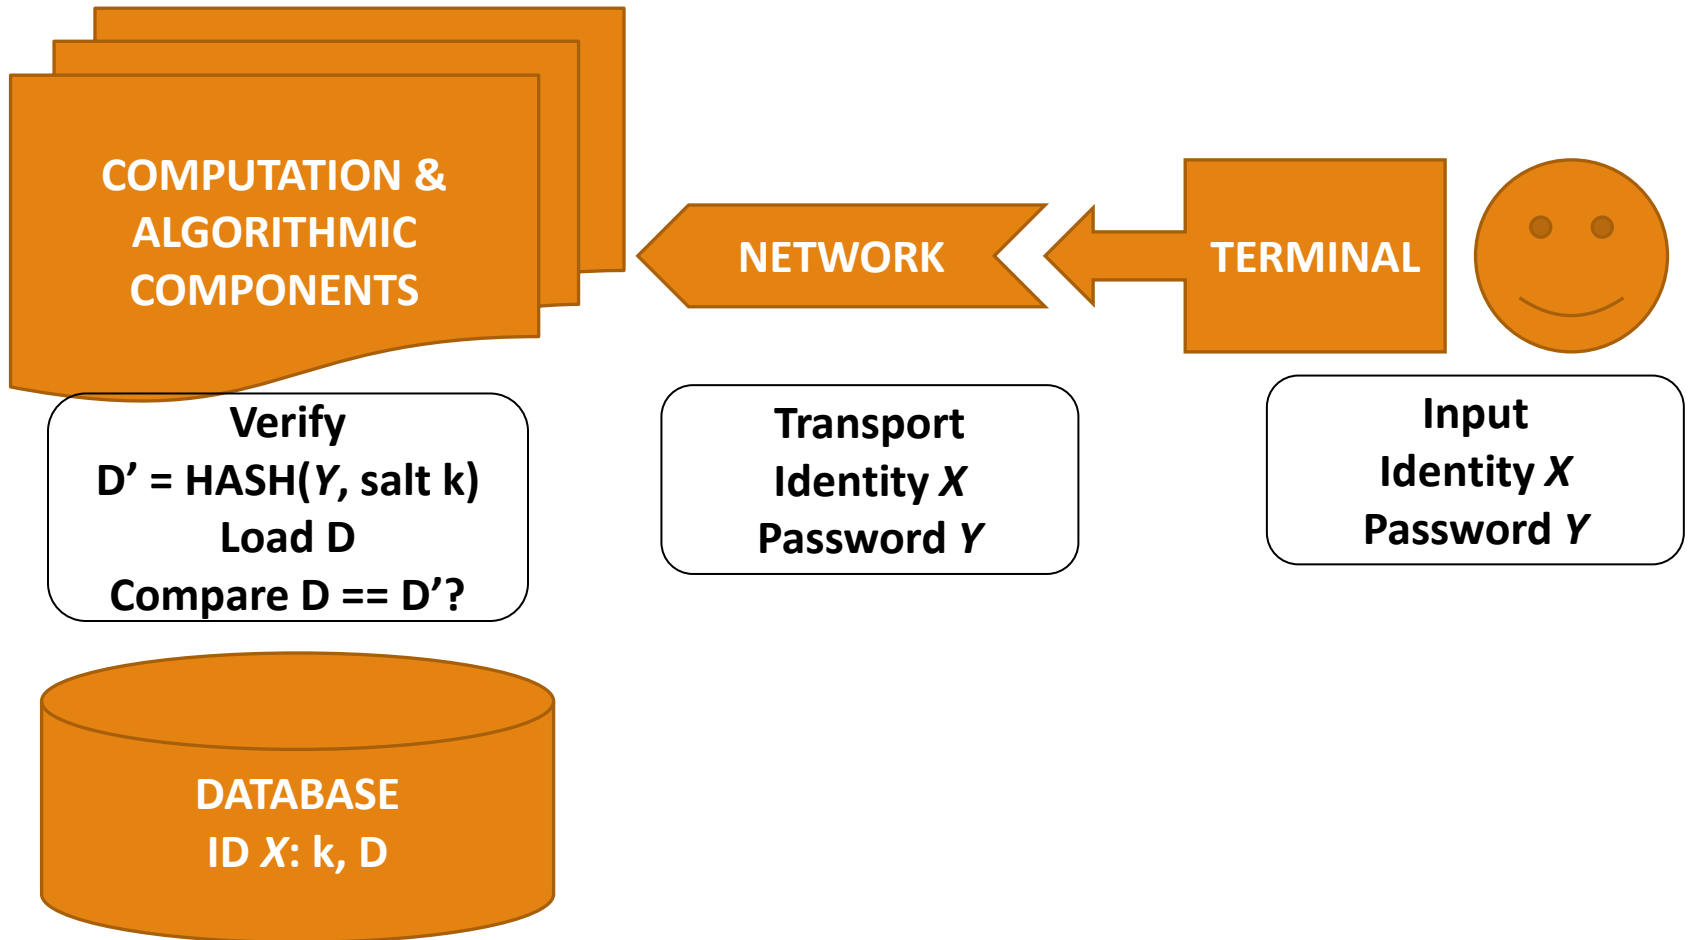 COMPUTATION &
ALGORITHMIC
COMPONENTS
NETWORK
TERMINAL
Verify
D’ = HASH(Y, salt k)
Load D
Compare D == D’?
Transport
Identity X
Password Y
Input
Identity X
Password Y
DATABASE
ID X: k, D